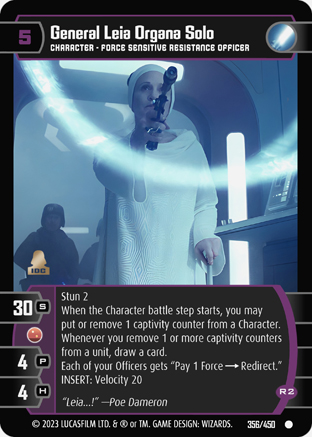 5
General Leia Organa Solo
CHARACTER - FORCE SENSITIVE RESISTANCE OFFICER
IDC
30 S
4 P
4 H
Stun 2
When the Character battle step starts, you may
put or remove 1 captivity counter from a Character.
Whenever you remove 1 or more captivity counters
from a unit, draw a card.
Each of your Officers gets “Pay 1 Force → Redirect.”
INSERT: Velocity 20
R2
“Leia...!” —Poe Dameron
© 2023 LUCASFILM LTD. & ® or TM. GAME DESIGN: WIZARDS.
356/450